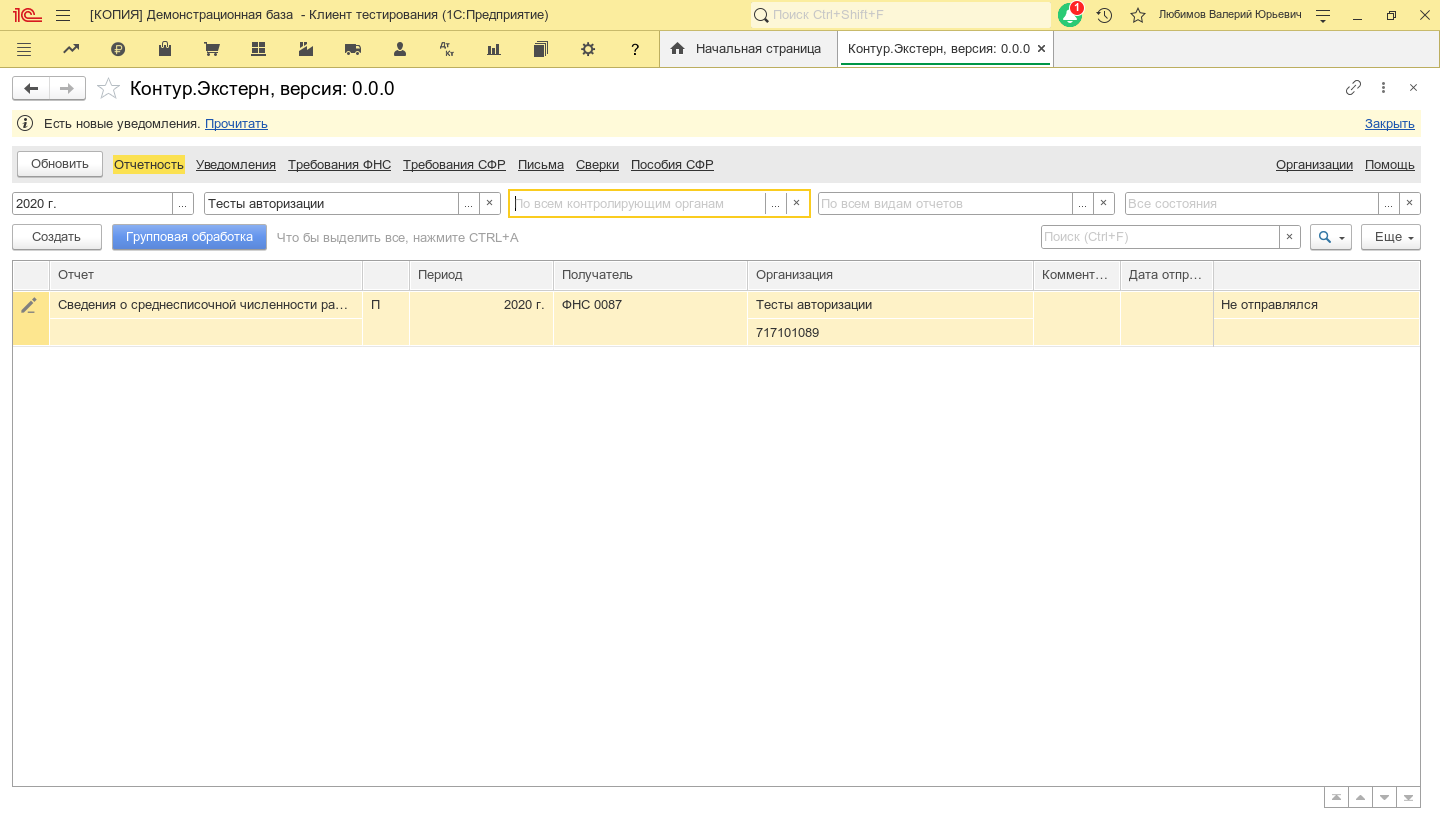 [КОПИЯ] Демонстрационная база - Клиент тестирования (1С:Предприятие)
Поиск Ctrl+Shift+F
1
Любимов Валерий Юрьевич
Дт Кт
?
Начальная страница
Контур.Экстерн, версия: 0.0.0
Контур.Экстерн, версия: 0.0.0
Есть новые уведомления. Прочитать
Закрыть
Обновить
Отчетность
Уведомления
Требования ФНС
Требования СФР
Письма
Сверки
Пособия СФР
Организации
Помощь
2020 г.
...
Тесты авторизации
...
По всем контролирующим органам
...
По всем видам отчетов
...
Все состояния
...
Создать
Групповая обработка
Что бы выделить все, нажмите CTRL+A
Поиск (Ctrl+F)
Еще
Отчет
Период
Получатель
Организация
Коммент...
Дата отпр...
Сведения о среднесписочной численности ра...
П
2020 г.
ФНС 0087
Тесты авторизации
Не отправлялся
717101089